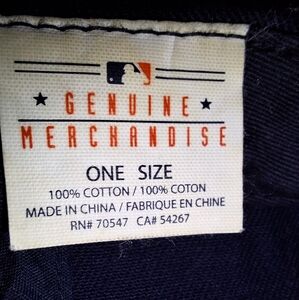 GENUINE
MERCHANDISE
ONE SIZE
100% COTTON / 100% COTON
MADE IN CHINA / FABRIQUE EN CHINE
RN# 70547 CA# 54267